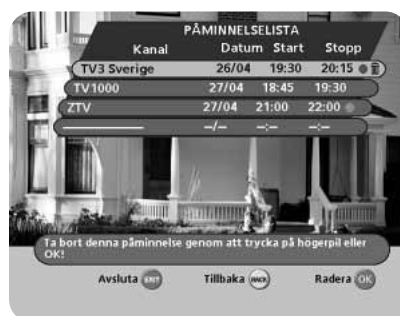 PÅMINNELSELISTA
Kanal Datum Start Stopp
TV3 Sverige 26/04 19:30 20:15
TV1000 27/04 18:45 19:30
ZTV 27/04 21:00 22:00
–/– –:– –:–
Ta bort denna påminnelse genom att trycka på högerpil eller
OK!
Avsluta EXIT Tillbaka BACK Radera OK